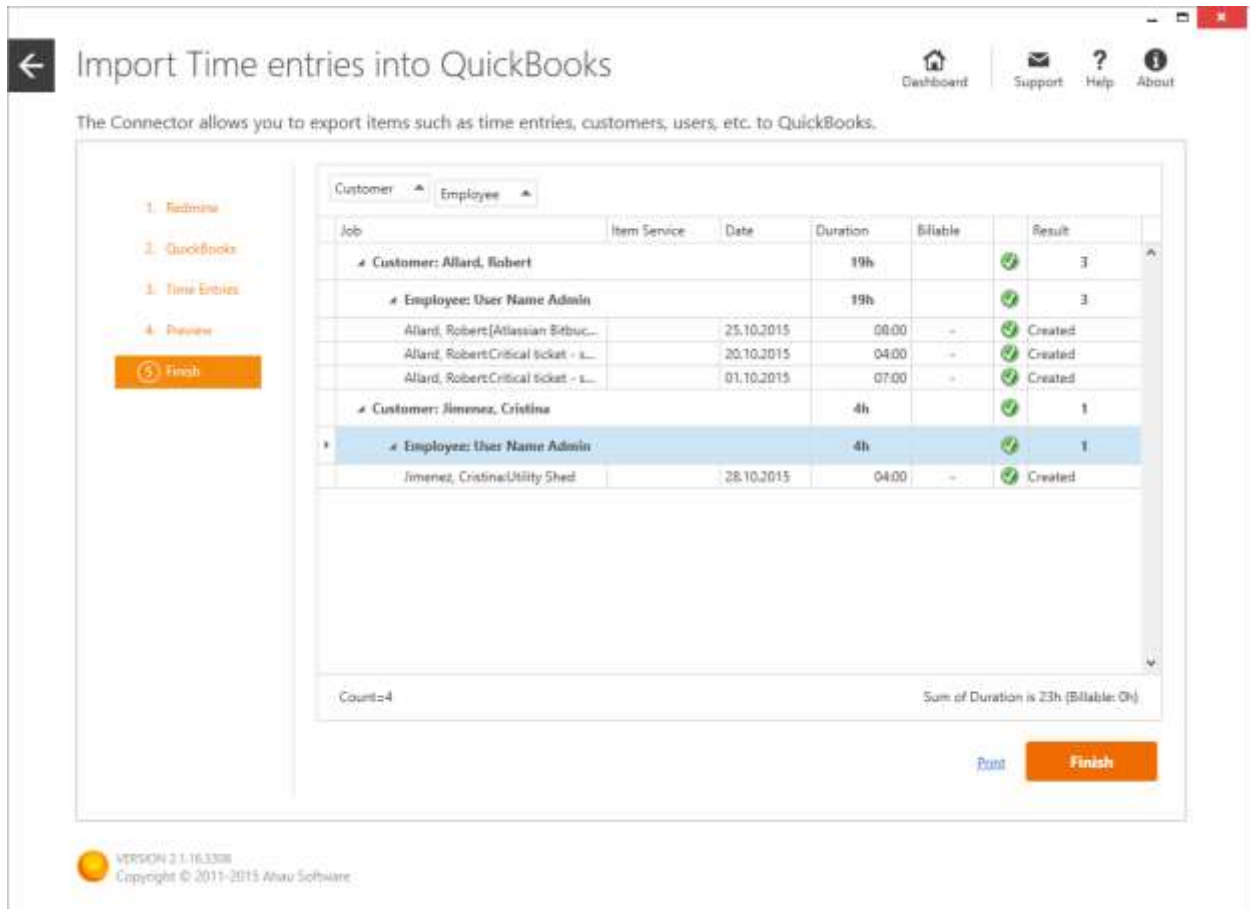 Import Time entries into QuickBooks
Dashboard
Support
Help
About
The Connector allows you to export items such as time entries, customers, users, etc. to QuickBooks.
1. Redmine
2. QuickBooks
3. Time Entries
4. Preview
5 Finish
Customer
Employee
Job Item Service Date Duration Billable Result
Customer: Allard, Robert 19h 3
Employee: User Name Admin 19h 3
Allard, Robert:[Atlassian Bitbuc... 25.10.2015 08:00 - Created
Allard, Robert:Critical ticket - s... 20.10.2015 04:00 - Created
Allard, Robert:Critical ticket - s... 01.10.2015 07:00 - Created
Customer: Jimenez, Cristina 4h 1
Employee: User Name Admin 4h 1
Jimenez, Cristina:Utility Shed 28.10.2015 04:00 - Created
Count=4 Sum of Duration is 23h (Billable: 0h)
Print Finish
VERSION 2.1.16.3308
Copyright © 2011-2015 Ahau Software